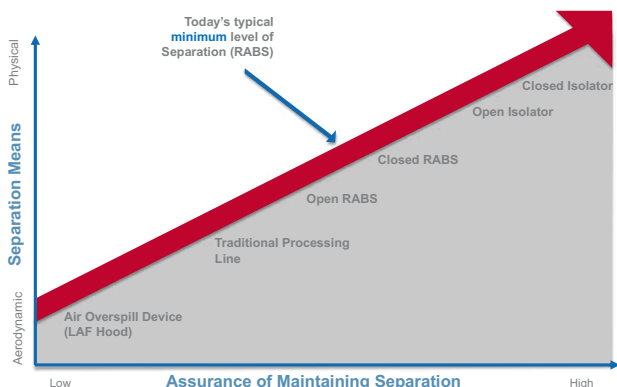 Today's typical
minimum level of
Separation (RABS)
Physical
Separation Means
Aerodynamic
Closed Isolator
Open Isolator
Closed RABS
Open RABS
Traditional Processing
Line
Air Overspill Device
(LAF Hood)
Low
Assurance of Maintaining Separation
High